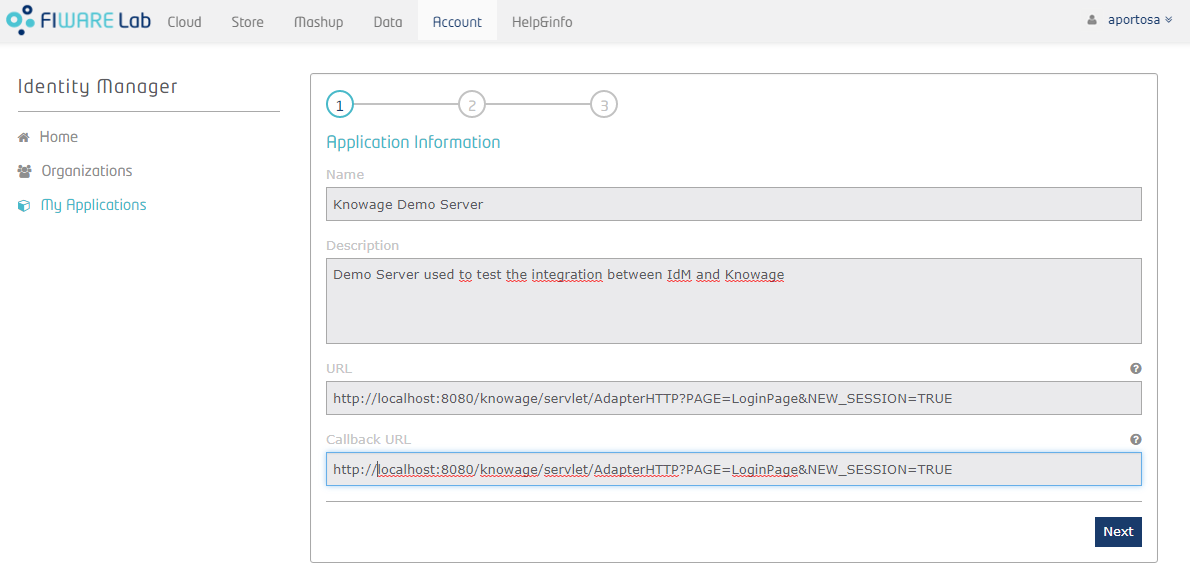 FIWARE Lab Cloud Store Mashup Data Account Help&info aportosa
Identity Manager
Home
Organizations
My Applications
1 2 3
Application Information
Name
Knowage Demo Server
Description
Demo Server used to test the integration between IdM and Knowage
URL
http://localhost:8080/knowage/servlet/AdapterHTTP?PAGE=LoginPage&NEW_SESSION=TRUE
Callback URL
http://localhost:8080/knowage/servlet/AdapterHTTP?PAGE=LoginPage&NEW_SESSION=TRUE
Next